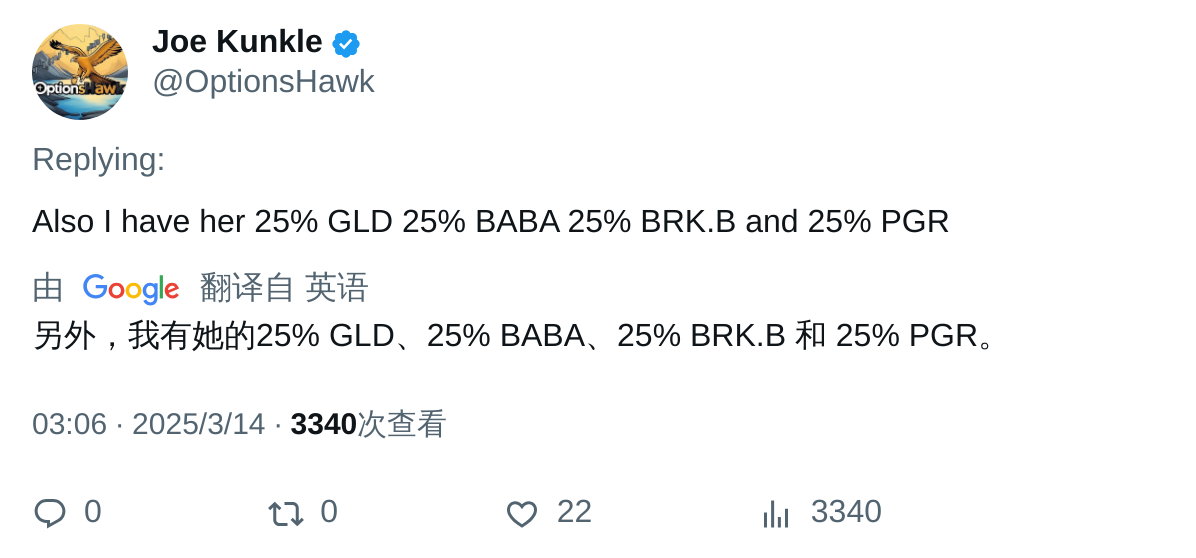 Joe Kunkle
@OptionsHawk
Replying:
Also I have her 25% GLD 25% BABA 25% BRK.B and 25% PGR
由 Google 翻译自 英语
另外，我有她的25% GLD、25% BABA、25% BRK.B 和 25% PGR。
03:06 · 2025/3/14 · 3340次查看
0 0 22 3340